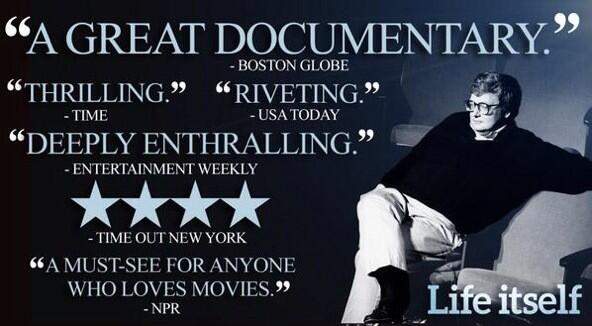 “A GREAT DOCUMENTARY.”
- BOSTON GLOBE
“THRILLING.” “RIVETING.”
- TIME - USA TODAY
“DEEPLY ENTHRALLING.”
- ENTERTAINMENT WEEKLY
- TIME OUT NEW YORK
“A MUST-SEE FOR ANYONE
WHO LOVES MOVIES.”
- NPR
Life itself